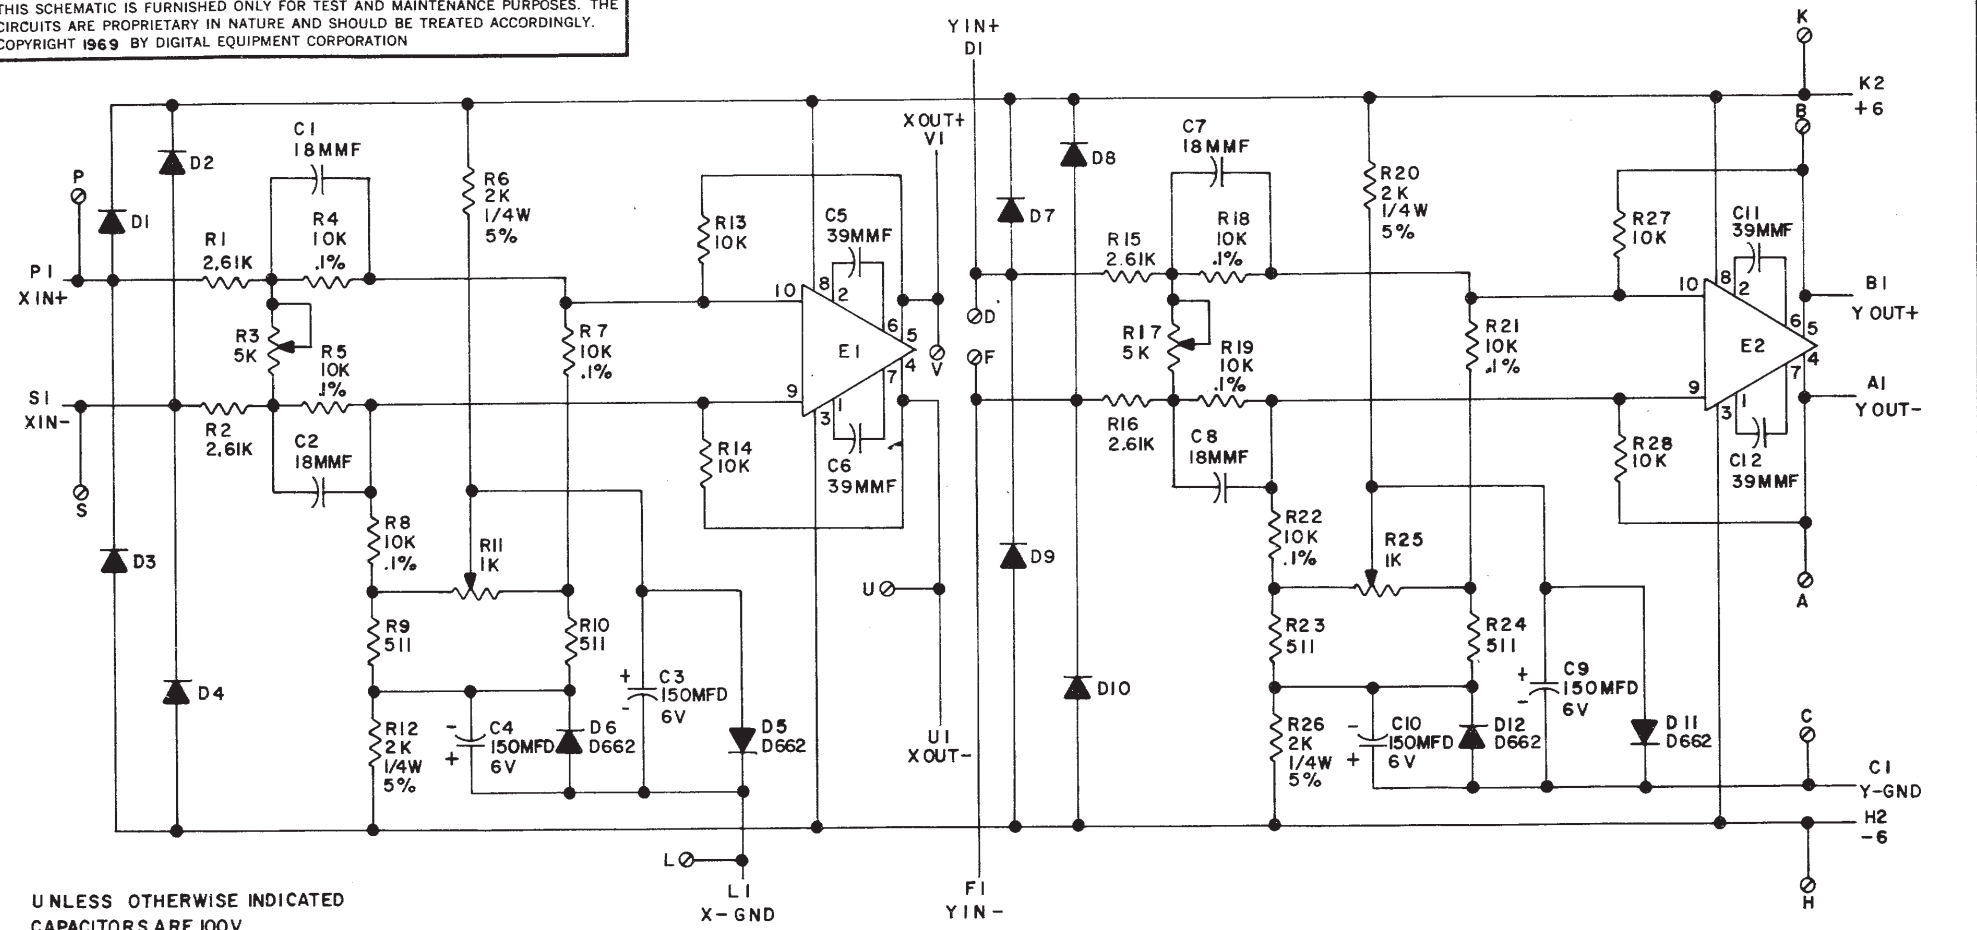 THIS SCHEMATIC IS FURNISHED ONLY FOR TEST AND MAINTENANCE PURPOSES. THE
CIRCUITS ARE PROPRIETARY IN NATURE AND SHOULD BE TREATED ACCORDINGLY.
COPYRIGHT 1969 BY DIGITAL EQUIPMENT CORPORATION
P
P1
XIN+
D1
D2
C1
18MMF
R1
2.61K
R4
10K
.1%
R3
5K
R5
10K
.1%
S1
XIN-
S
R2
2.61K
C2
18MMF
D3
D4
R6
2K
1/4W
5%
R7
10K
.1%
R8
10K
.1%
R11
1K
R9
511
R10
511
R12
2K
1/4W
5%
-
+
C4
150MFD
6V
D6
D662
+
-
C3
150MFD
6V
D5
D662
L
L1
X-GND
R13
10K
C5
39MMF
10
8
2
6
5
E1
4
7
9
1
3
R14
10K
C6
39MMF
XOUT+
V1
V
U
U1
XOUT-
YIN+
D1
D
F
F1
YIN-
D7
D8
D9
D10
C7
18MMF
R15
2.61K
R18
10K
.1%
R17
5K
R19
10K
.1%
R16
2.61K
C8
18MMF
R20
2K
1/4W
5%
R21
10K
.1%
R22
10K
.1%
R25
1K
R23
511
R24
511
R26
2K
1/4W
5%
-
+
C10
150MFD
6V
D12
D662
+
-
C9
150MFD
6V
D11
D662
R27
10K
C11
39MMF
10
8
2
6
5
E2
4
7
9
1
3
R28
10K
C12
39MMF
K
K2
+6
B
B1
Y OUT+
A1
Y OUT-
A
C
C1
Y-GND
H2
-6
H
UNLESS OTHERWISE INDICATED
CAPACITORS ARE 100V